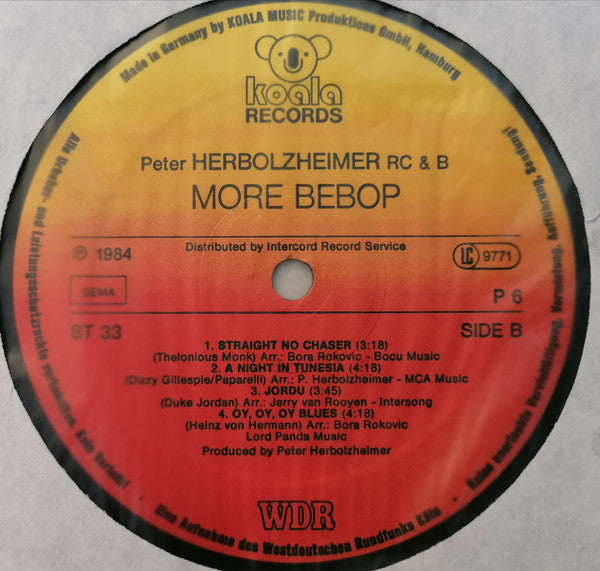 Made in Germany by KOALA MUSIC Produktions GmbH, Hamburg
koala
RECORDS
Peter HERBOLZHEIMER RC & B
MORE BEBOP
Distributed by Intercord Record Service
℗ 1984
LC 9771
GEMA
P 6
ST 33
SIDE B
1. STRAIGHT NO CHASER (3:18)
(Thelonious Monk) Arr.: Bora Rokovic - Bocu Music
2. A NIGHT IN TUNESIA (4:18)
(Dizzy Gillespie/Paparelli) Arr.: P. Herbolzheimer - MCA Music
3. JORDU (3:45)
(Duke Jordan) Arr.: Jerry van Rooyen - Intersong
4. OY, OY, OY BLUES (4:18)
(Heinz von Hermann) Arr.: Bora Rokovic
Lord Panda Music
Produced by Peter Herbolzheimer
WDR
Alle Urheber- und Leistungsschutzrechte vorbehalten. Kein Verleih!
Eine Aufnahme des Westdeutschen Rundfunks Köln
Keine unerlaubte Vervielfältigung, Vermietung, Aufführung, Sendung!